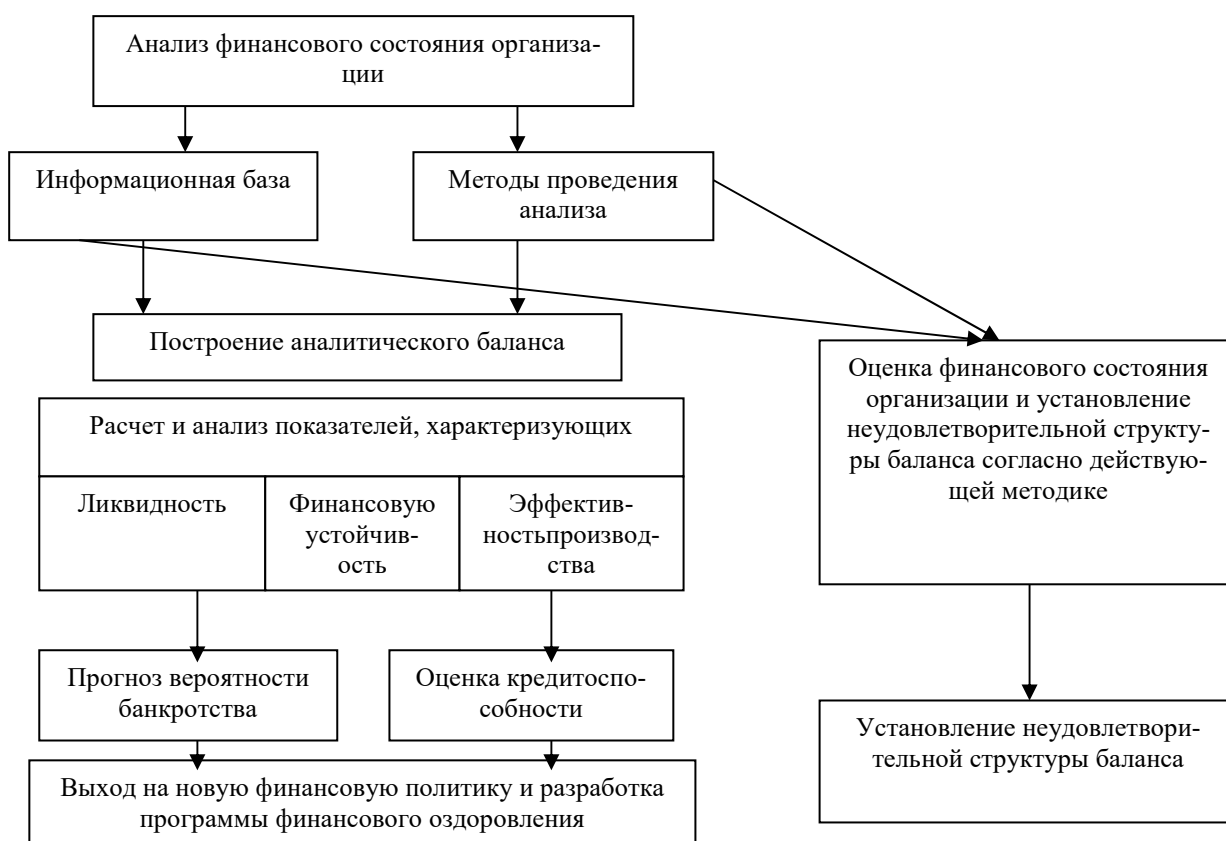 Анализ финансового состояния организа-
ции
Информационная база
Методы проведения
анализа
Построение аналитического баланса
Оценка финансового состояния
организации и установление
неудовлетворительной структу-
ры баланса согласно действую-
щей методике
Расчет и анализ показателей, характеризующих
Ликвидность
Финансовую
устойчив-
ость
Эффектив-
ностьпроизвод-
ства
Прогноз вероятности
банкротства
Оценка кредитоспо-
собности
Установление неудовлетвори-
тельной структуры баланса
Выход на новую финансовую политику и разработка
программы финансового оздоровления